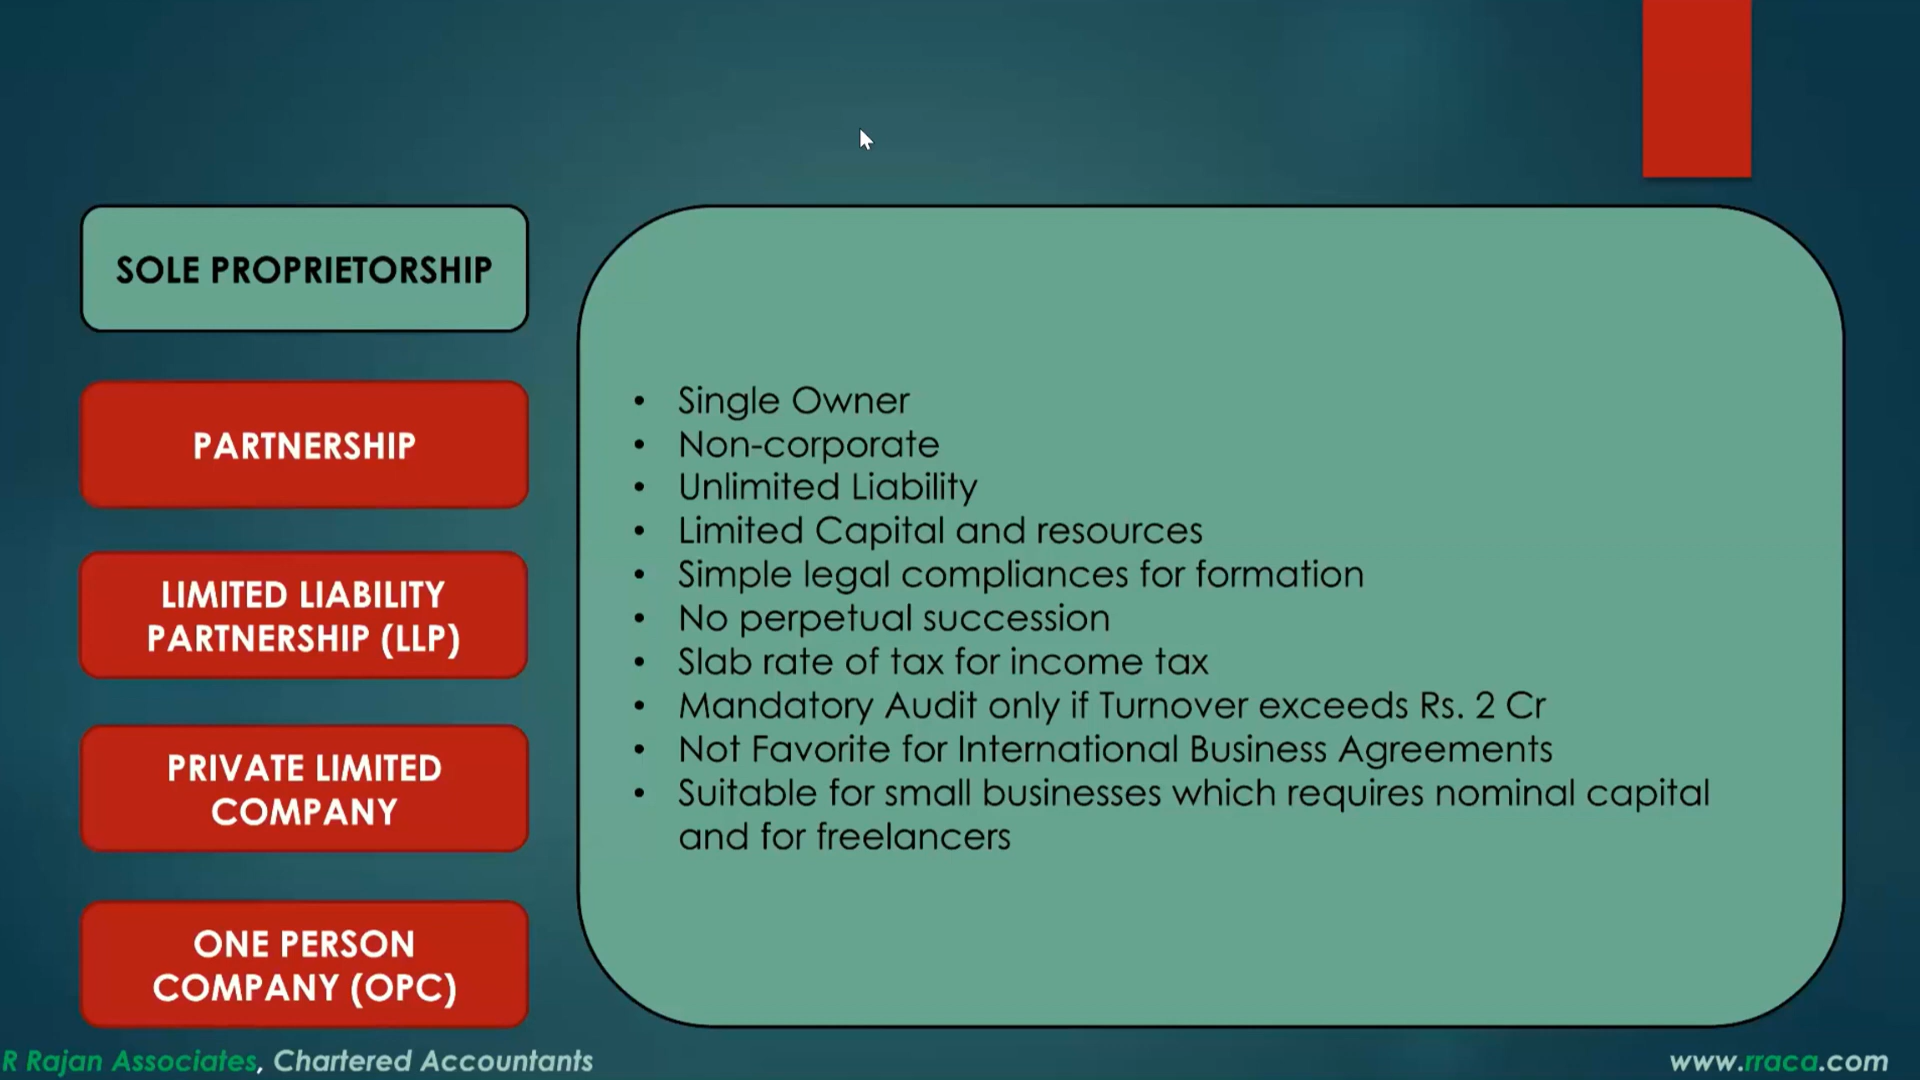 SOLE PROPRIETORSHIP
PARTNERSHIP
LIMITED LIABILITY
PARTNERSHIP (LLP)
PRIVATE LIMITED
COMPANY
ONE PERSON
COMPANY (OPC)
• Single Owner
• Non-corporate
• Unlimited Liability
• Limited Capital and resources
• Simple legal compliances for formation
• No perpetual succession
• Slab rate of tax for income tax
• Mandatory Audit only if Turnover exceeds Rs. 2 Cr
• Not Favorite for International Business Agreements
• Suitable for small businesses which requires nominal capital
and for freelancers
R Rajan Associates, Chartered Accountants
www.rraca.com